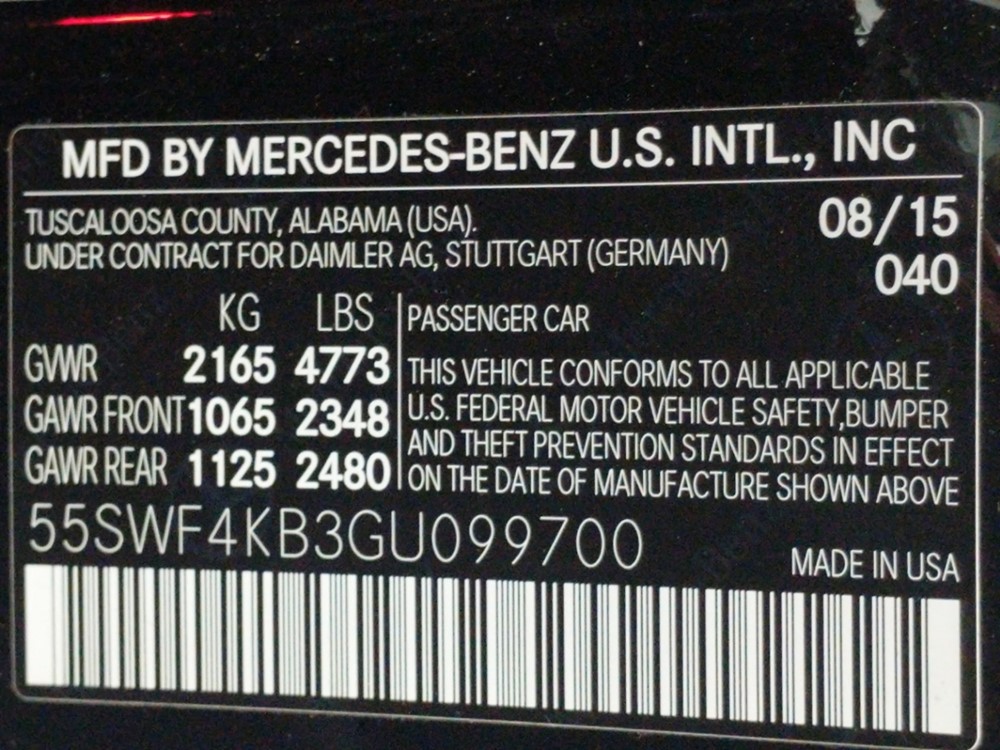 MFD BY MERCEDES-BENZ U.S. INTL., INC
TUSCALOOSA COUNTY, ALABAMA (USA).
UNDER CONTRACT FOR DAIMLER AG, STUTTGART (GERMANY)
08/15
040
KG LBS
GVWR 2165 4773
GAWR FRONT 1065 2348
GAWR REAR 1125 2480
PASSENGER CAR
THIS VEHICLE CONFORMS TO ALL APPLICABLE
U.S. FEDERAL MOTOR VEHICLE SAFETY,BUMPER
AND THEFT PREVENTION STANDARDS IN EFFECT
ON THE DATE OF MANUFACTURE SHOWN ABOVE
55SWF4KB3GU099700
MADE IN USA